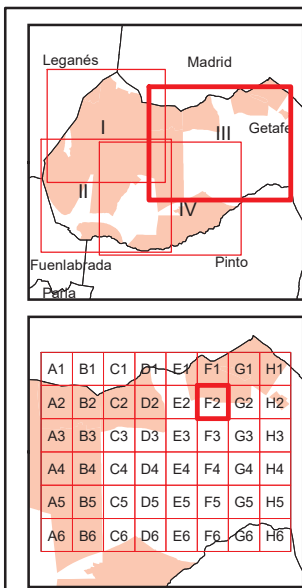 Leganés Madrid
I III
Getafe
II
IV
Fuenlabrada Pinto
Parla
A1 B1 C1 D1 E1 F1 G1 H1
A2 B2 C2 D2 E2 F2 G2 H2
A3 B3 C3 D3 E3 F3 G3 H3
A4 B4 C4 D4 E4 F4 G4 H4
A5 B5 C5 D5 E5 F5 G5 H5
A6 B6 C6 D6 E6 F6 G6 H6